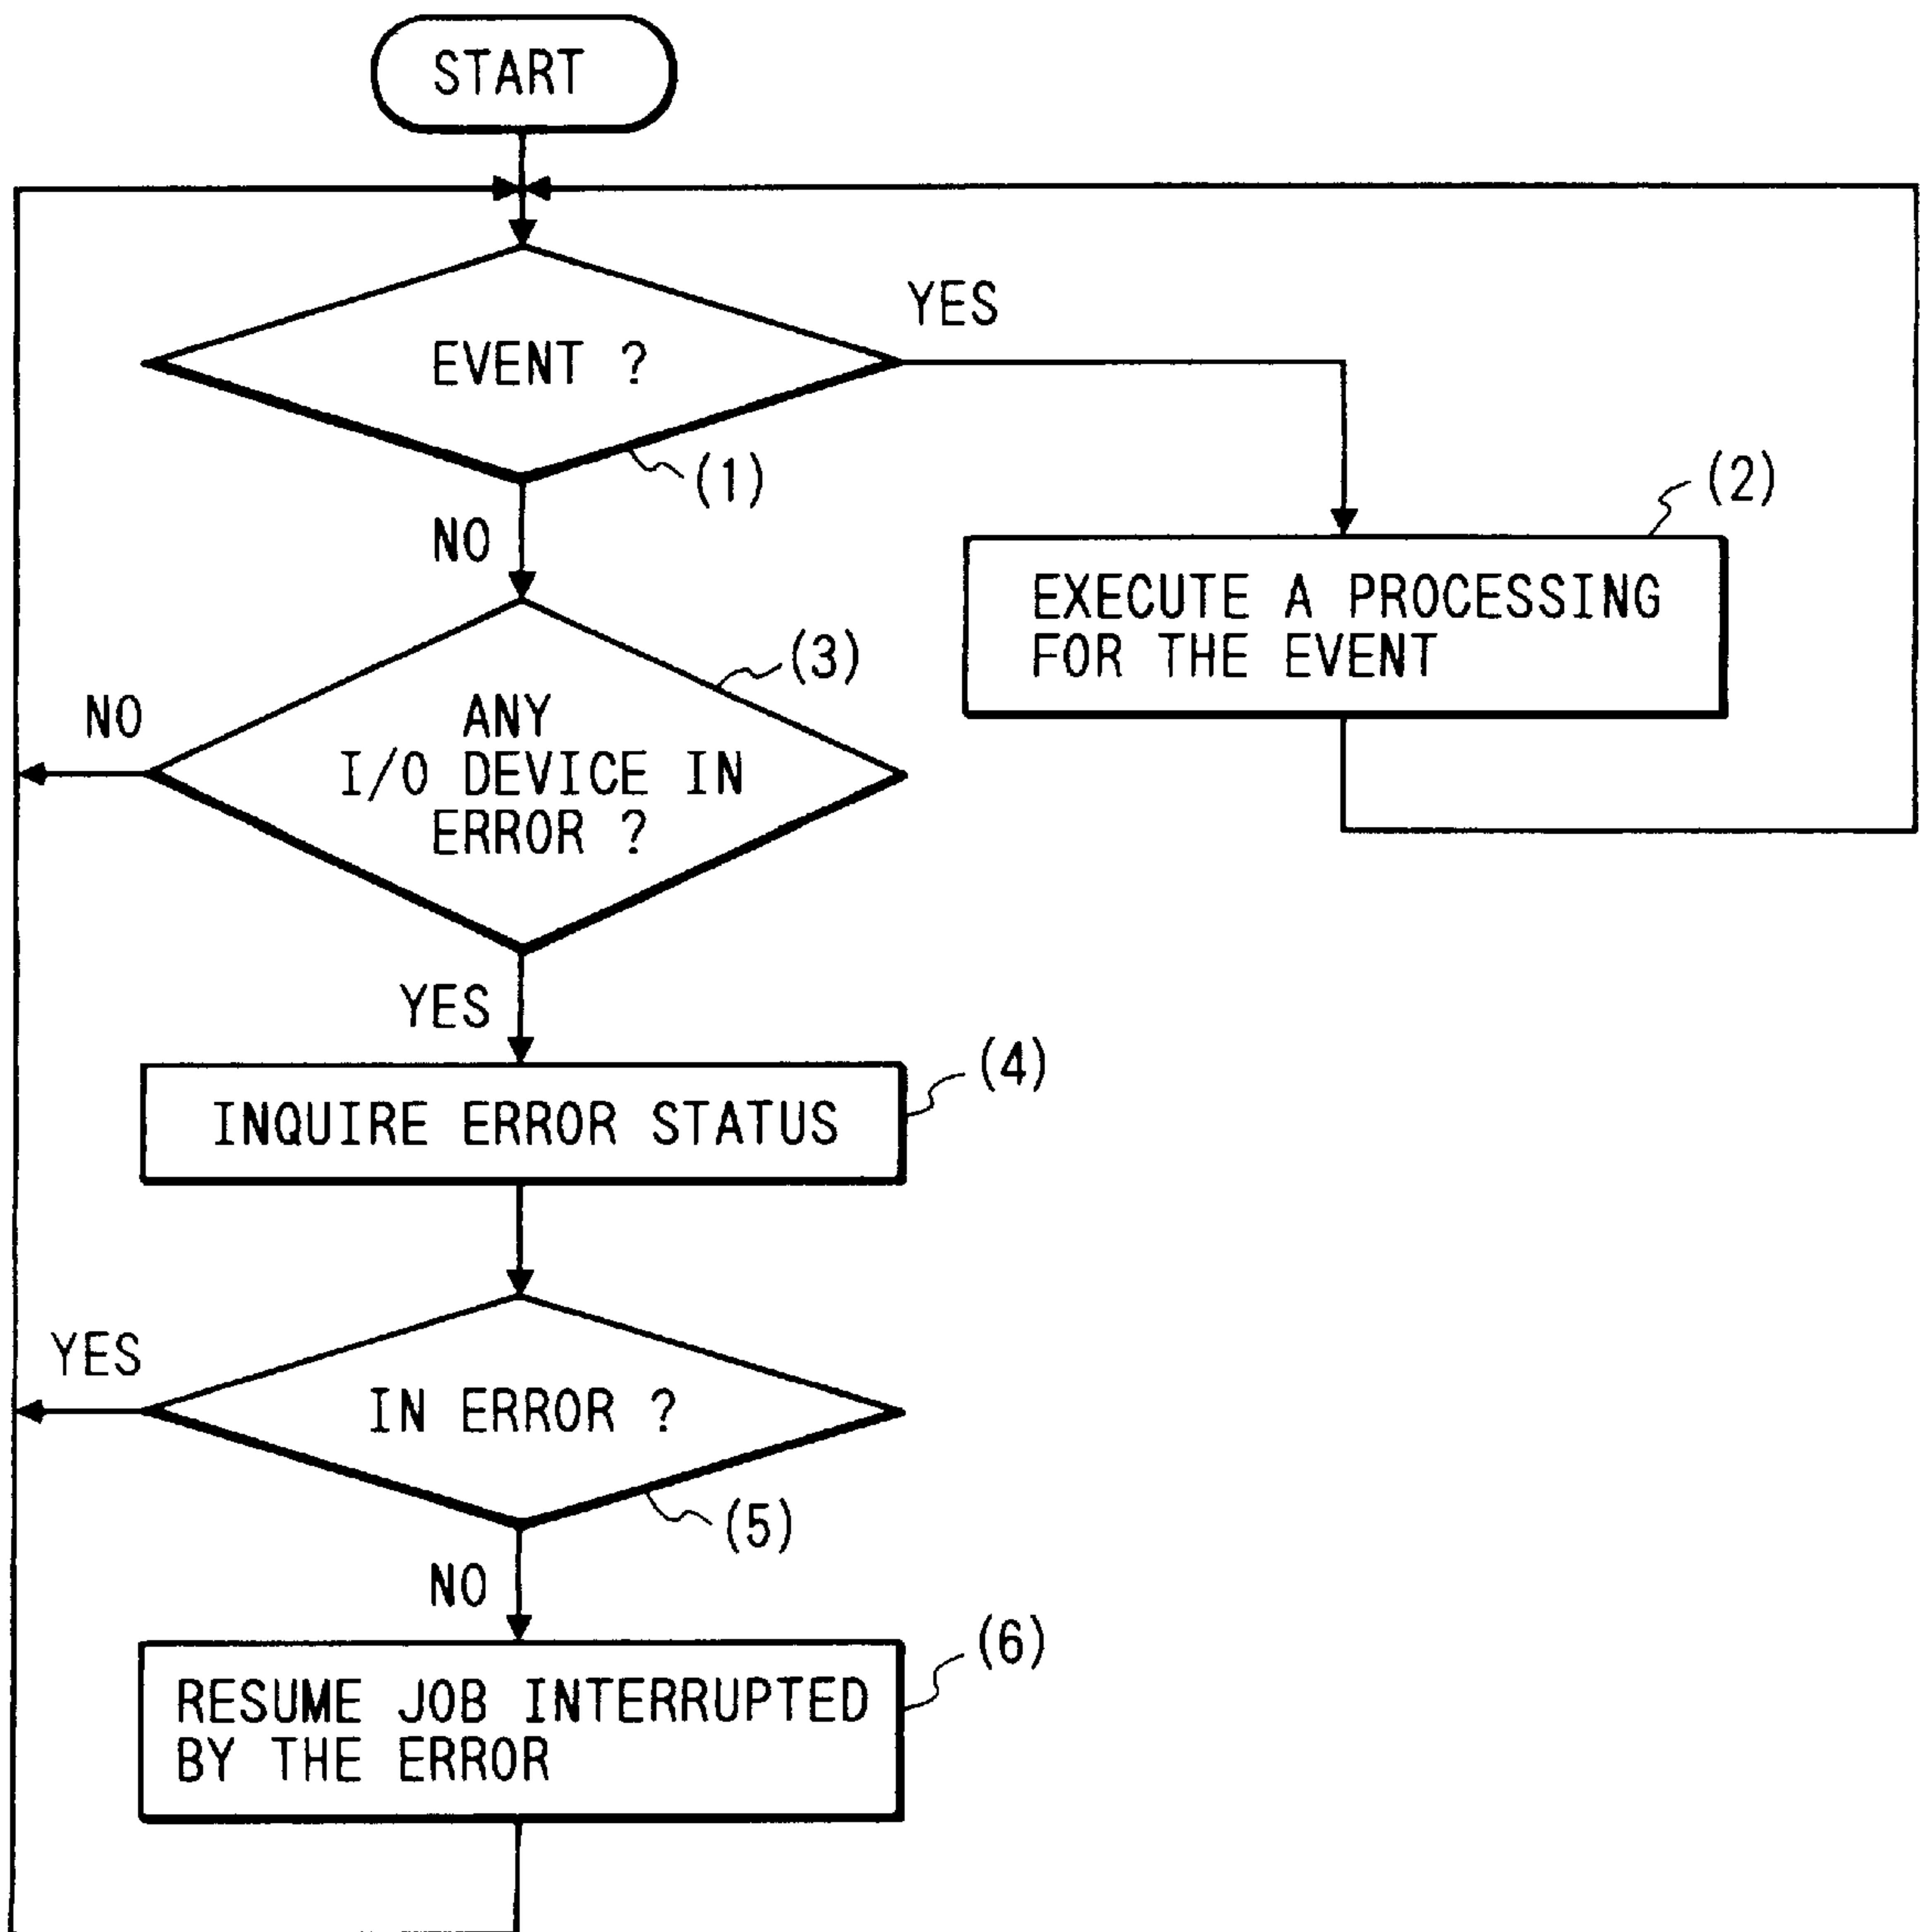 START
YES
EVENT ?
(1)
NO
(2)
EXECUTE A PROCESSING
FOR THE EVENT
(3)
NO
ANY
I/O DEVICE IN
ERROR ?
YES
(4)
INQUIRE ERROR STATUS
YES
IN ERROR ?
(5)
NO
(6)
RESUME JOB INTERRUPTED
BY THE ERROR